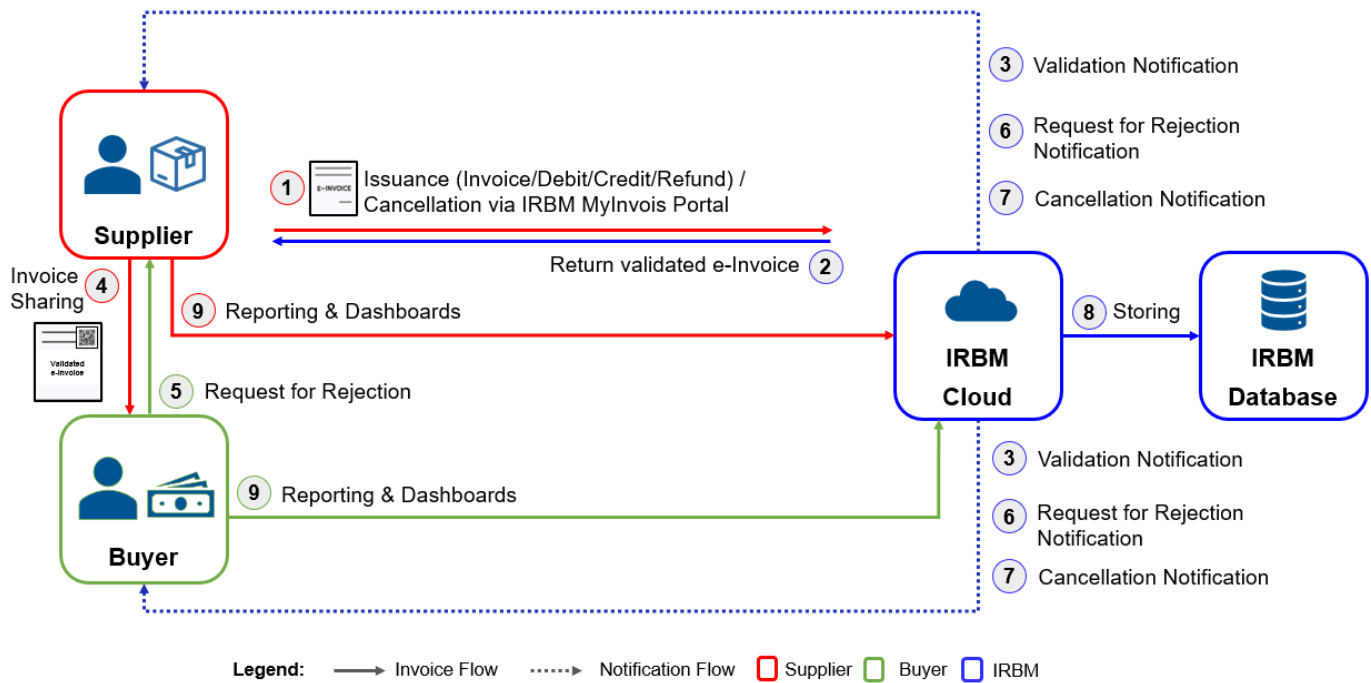 3 Validation Notification
6 Request for Rejection
Notification
7 Cancellation Notification
Supplier
1 E-INVOICE Issuance (Invoice/Debit/Credit/Refund) /
Cancellation via IRBM MyInvois Portal
Return validated e-Invoice 2
Invoice
Sharing 4
Validated
e-Invoice
9 Reporting & Dashboards
5 Request for Rejection
IRBM
Cloud
8 Storing
IRBM
Database
Buyer
9 Reporting & Dashboards
3 Validation Notification
6 Request for Rejection
Notification
7 Cancellation Notification
Legend: Invoice Flow Notification Flow Supplier Buyer IRBM